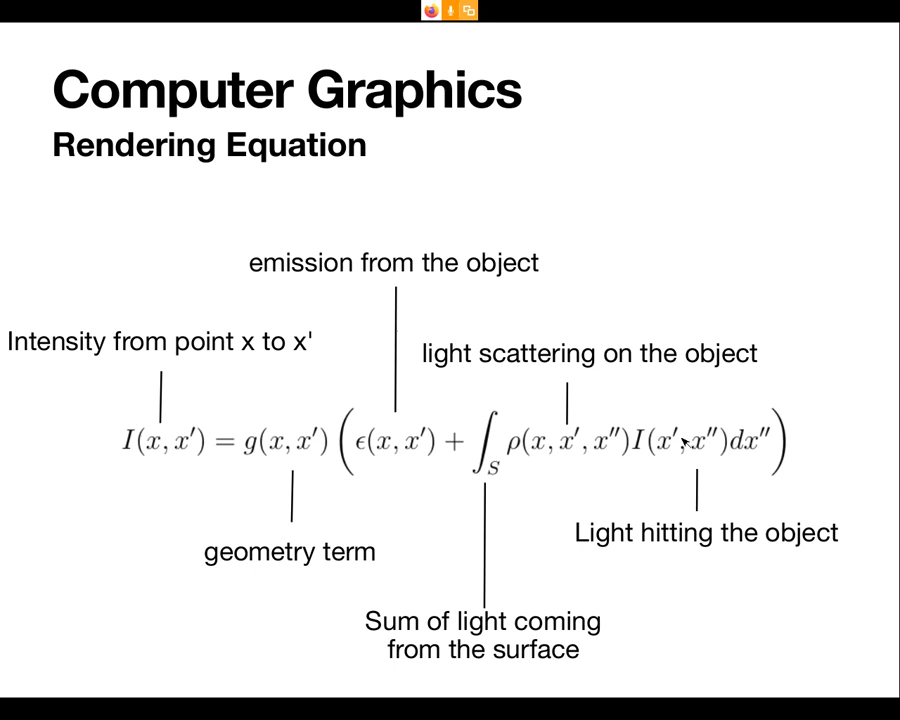 Computer Graphics
Rendering Equation
emission from the object
Intensity from point x to x'
light scattering on the object
I(x, x′) = g(x, x′) (ϵ(x, x′) + ∫_S ρ(x, x′, x″)I(x′, x″)dx″)
Light hitting the object
geometry term
Sum of light coming
from the surface